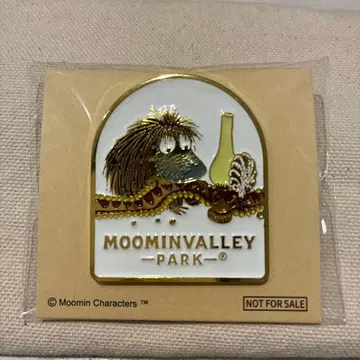 MOOMINVALLEY
—PARK—®
© Moomin Characters ™
NOT FOR SALE